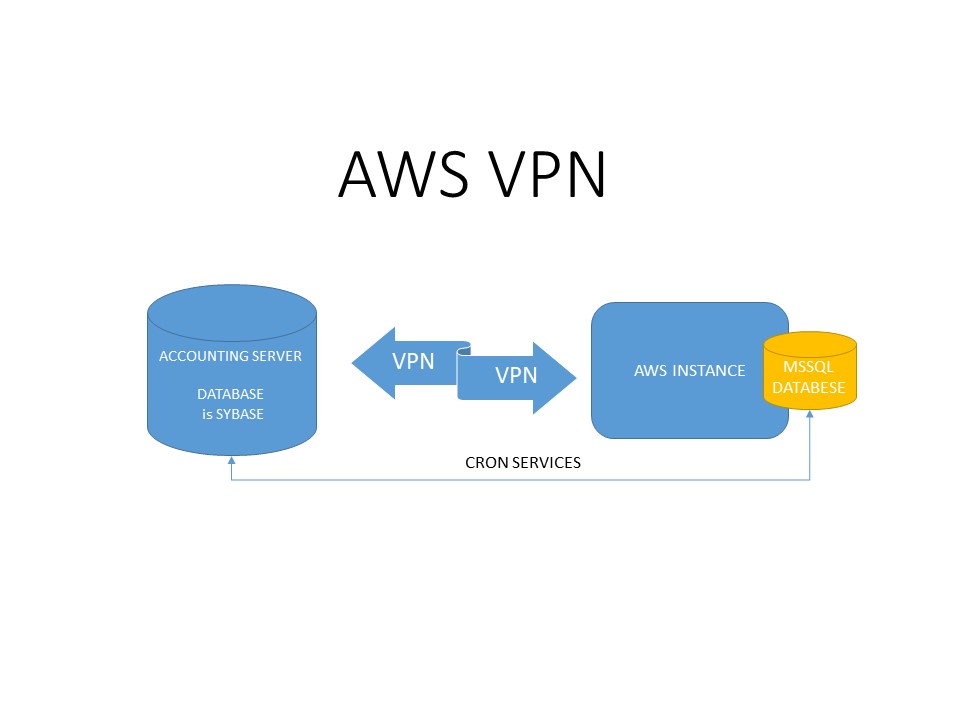 AWS VPN
ACCOUNTING SERVER
DATABASE
is SYBASE
VPN
VPN
AWS INSTANCE
MSSQL
DATABESE
CRON SERVICES